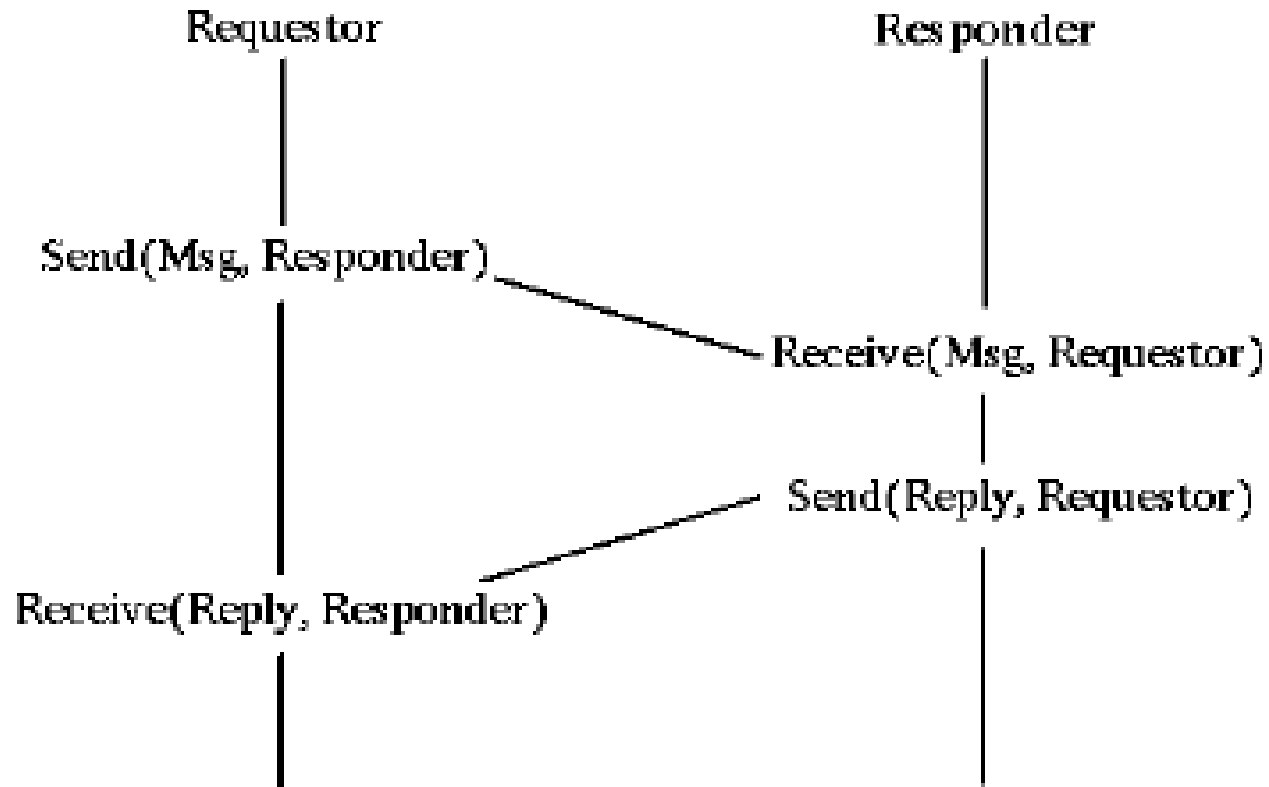 Requestor
Responder
Send(Msg, Responder)
Receive(Msg, Requestor)
Send(Reply, Requestor)
Receive(Reply, Responder)